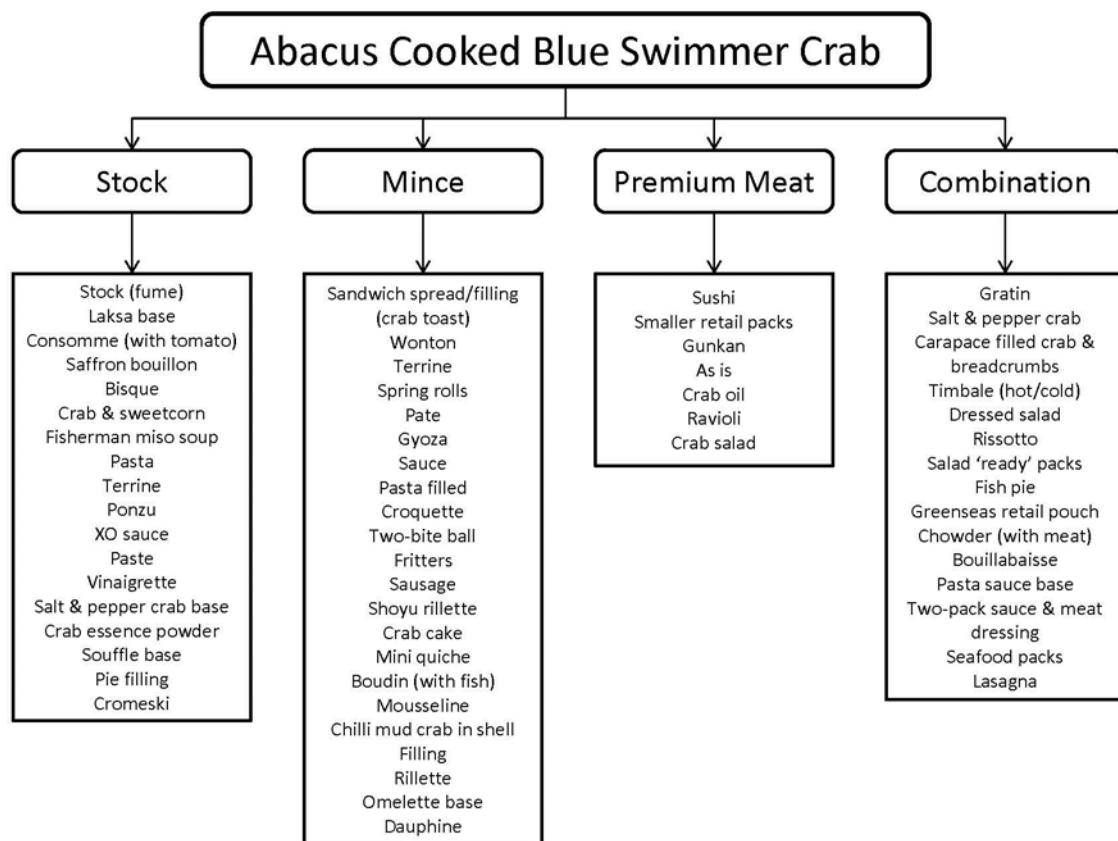 Abacus Cooked Blue Swimmer Crab
Stock
Mince
Premium Meat
Combination
Stock (fume)
Laksa base
Consomme (with tomato)
Saffron bouillon
Bisque
Crab & sweetcorn
Fisherman miso soup
Pasta
Terrine
Ponzu
XO sauce
Paste
Vinaigrette
Salt & pepper crab base
Crab essence powder
Souffle base
Pie filling
Cromeski
Sandwich spread/filling
(crab toast)
Wonton
Terrine
Spring rolls
Pate
Gyoza
Sauce
Pasta filled
Croquette
Two-bite ball
Fritters
Sausage
Shoyu rillette
Crab cake
Mini quiche
Boudin (with fish)
Mousseline
Chilli mud crab in shell
Filling
Rillette
Omelette base
Dauphine
Sushi
Smaller retail packs
Gunkan
As is
Crab oil
Ravioli
Crab salad
Gratin
Salt & pepper crab
Carapace filled crab &
breadcrumbs
Timbale (hot/cold)
Dressed salad
Rissotto
Salad ‘ready’ packs
Fish pie
Greenseas retail pouch
Chowder (with meat)
Bouillabaisse
Pasta sauce base
Two-pack sauce & meat
dressing
Seafood packs
Lasagna